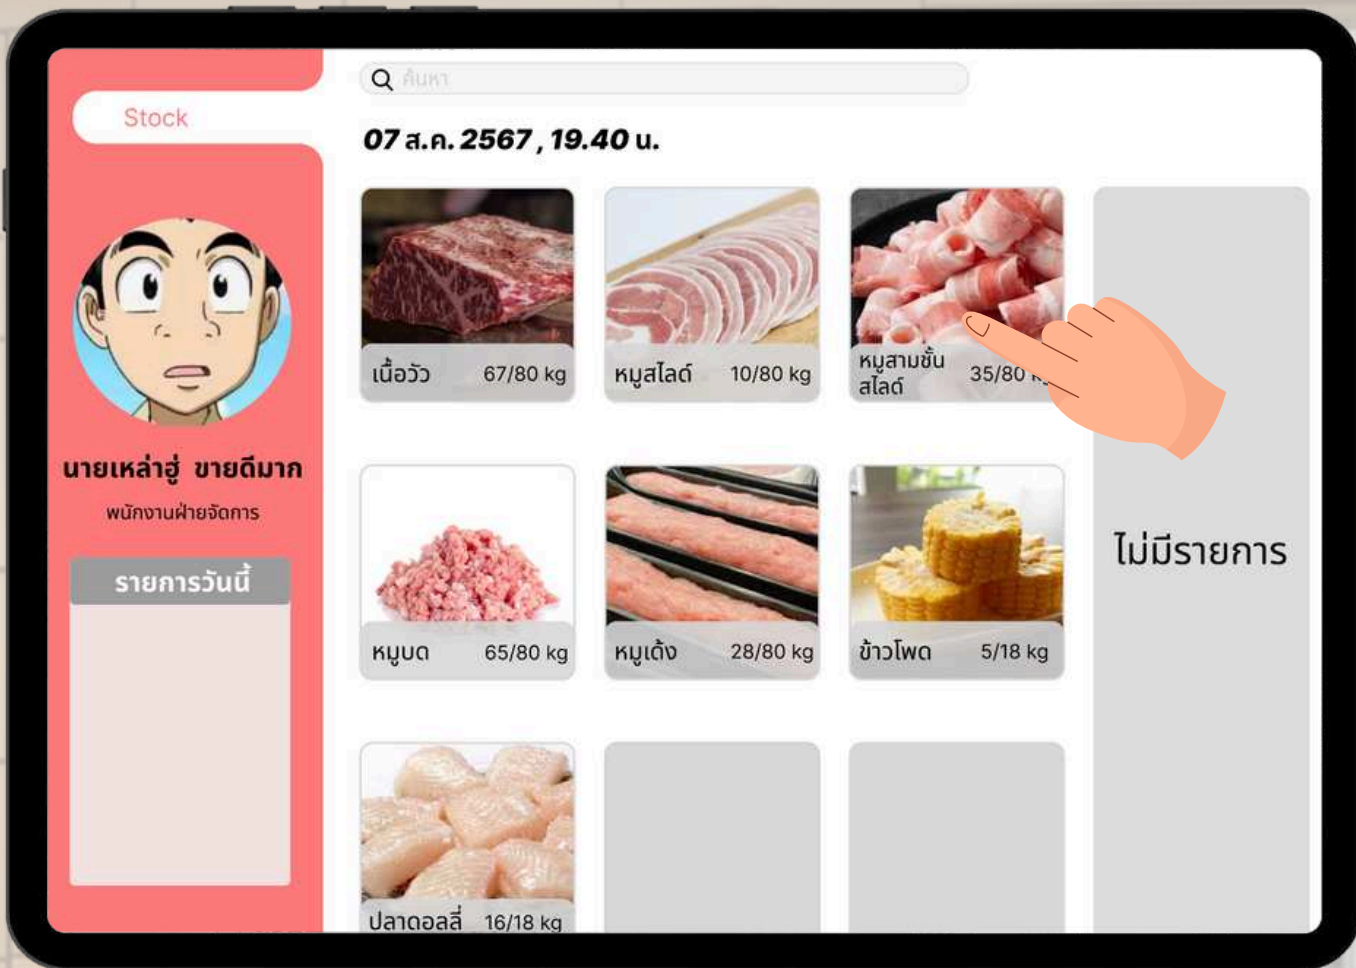 Stock
ค้นหา
07 ส.ค. 2567 , 19.40 น.
นายเหล่าฮู่ ขายดีมาก
พนักงานฝ่ายจัดการ
รายการวันนี้
เนื้อวัว 67/80 kg
หมูสไลด์ 10/80 kg
หมูสามชั้น
สไลด์ 35/80
หมูบด 65/80 kg
หมูเด้ง 28/80 kg
ข้าวโพด 5/18 kg
ปลาดอลลี่ 16/18 kg
ไม่มีรายการ